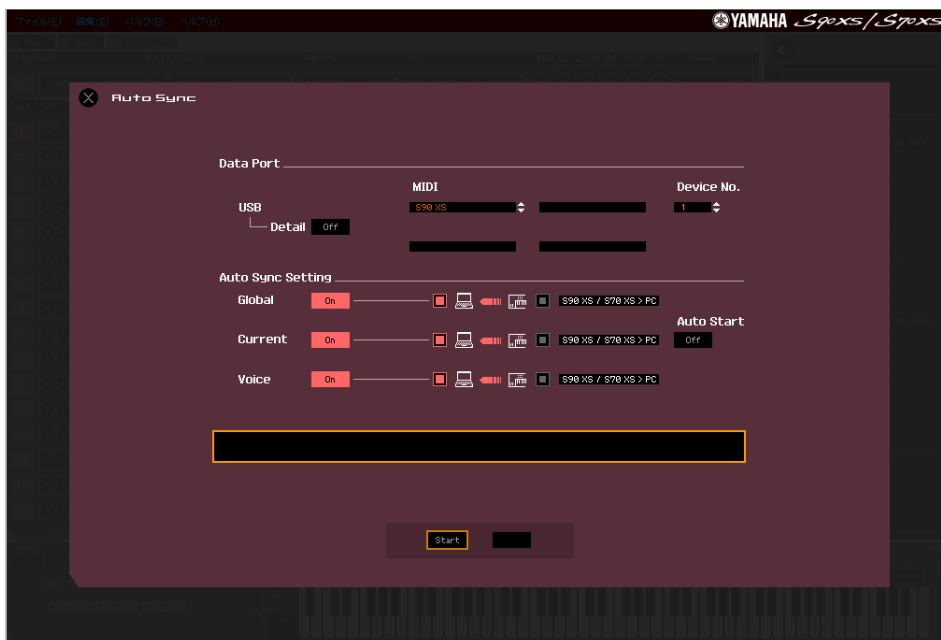 ファイル(F) 編集(E) バルク(B) ヘルプ(H)
YAMAHA S90XS/S70XS
Auto Sync
Data Port
MIDI Device No.
USB S90 XS 1
Detail Off
Auto Sync Setting
Global On S90 XS / S70 XS > PC
Auto Start
Current On S90 XS / S70 XS > PC Off
Voice On S90 XS / S70 XS > PC
Start